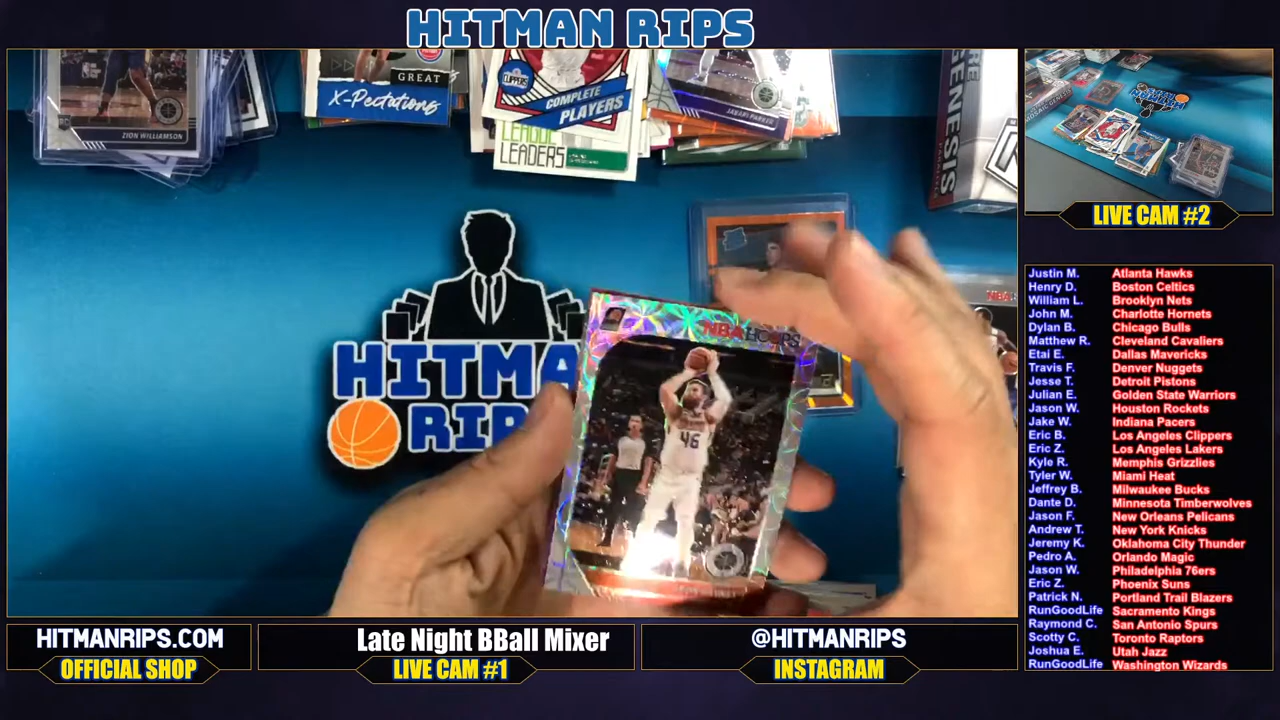 HITMAN RIPS
GREAT
X-Pectations
ZION WILLIAMSON
CLIPPERS
COMPLETE
PLAYERS
LEAGUE
LEADERS
JABARI PARKER
GENESIS
NBA HOOPS
46
HITMA
RIP
LIVE CAM #2
Justin M. Atlanta Hawks
Henry D. Boston Celtics
William L. Brooklyn Nets
John M. Charlotte Hornets
Dylan B. Chicago Bulls
Matthew R. Cleveland Cavaliers
Etai E. Dallas Mavericks
Travis F. Denver Nuggets
Jesse T. Detroit Pistons
Julian E. Golden State Warriors
Jason W. Houston Rockets
Jake W. Indiana Pacers
Eric B. Los Angeles Clippers
Eric Z. Los Angeles Lakers
Kyle R. Memphis Grizzlies
Tyler W. Miami Heat
Jeffrey B. Milwaukee Bucks
Dante D. Minnesota Timberwolves
Jason F. New Orleans Pelicans
Andrew T. New York Knicks
Jeremy K. Oklahoma City Thunder
Pedro A. Orlando Magic
Jason W. Philadelphia 76ers
Eric Z. Phoenix Suns
Patrick N. Portland Trail Blazers
RunGoodLife Sacramento Kings
Raymond C. San Antonio Spurs
Scotty C. Toronto Raptors
Joshua E. Utah Jazz
RunGoodLife Washington Wizards
HITMANRIPS.COM
OFFICIAL SHOP
Late Night BBall Mixer
LIVE CAM #1
@HITMANRIPS
INSTAGRAM